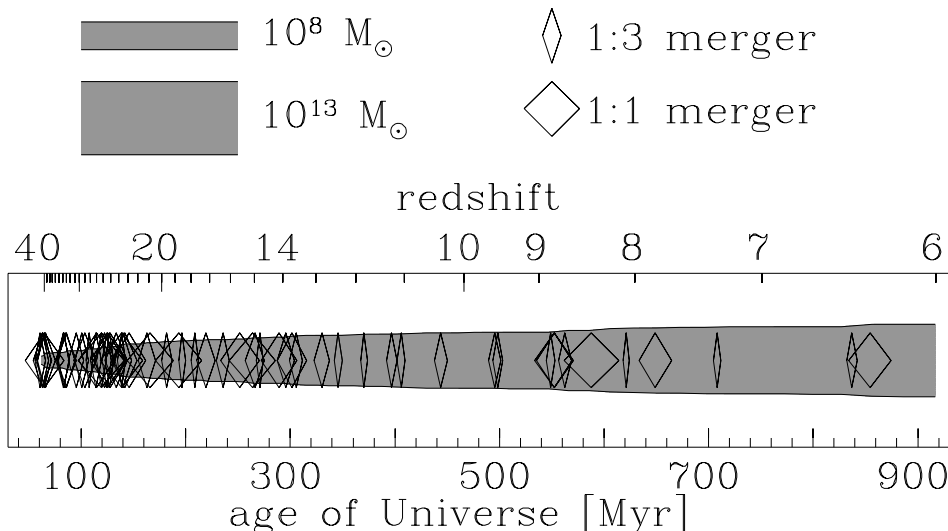 10⁸ M☉
1:3 merger
10¹³ M☉
1:1 merger
redshift
40 20 14 10 9 8 7 6
100 300 500 700 900
age of Universe [Myr]